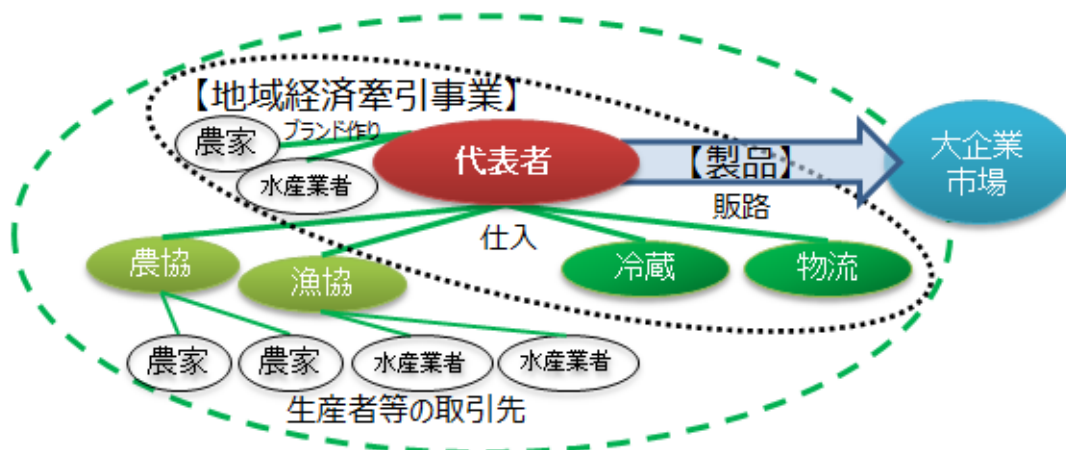 【地域経済牽引事業】
ブランド作り
農家
水産業者
代表者
【製品】
販路
大企業
市場
仕入
農協
漁協
冷蔵
物流
農家
農家
水産業者
水産業者
生産者等の取引先